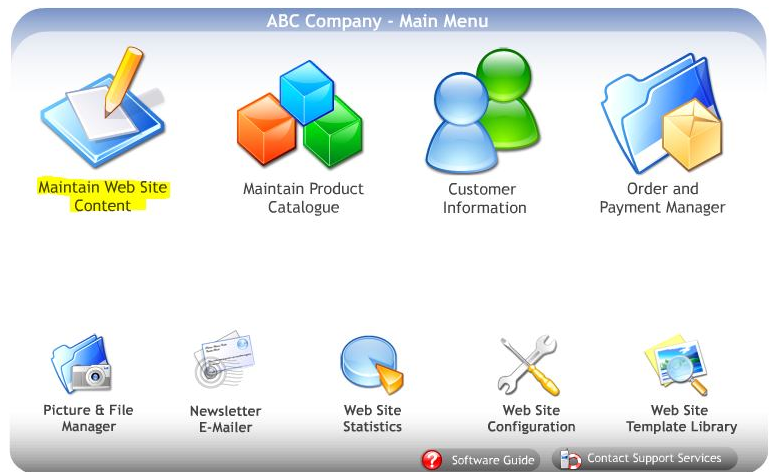 ABC Company - Main Menu
Maintain Web Site
Content
Maintain Product
Catalogue
Customer
Information
Order and
Payment Manager
Picture & File
Manager
Newsletter
E-Mailer
Web Site
Statistics
Web Site
Configuration
Web Site
Template Library
Software Guide
Contact Support Services